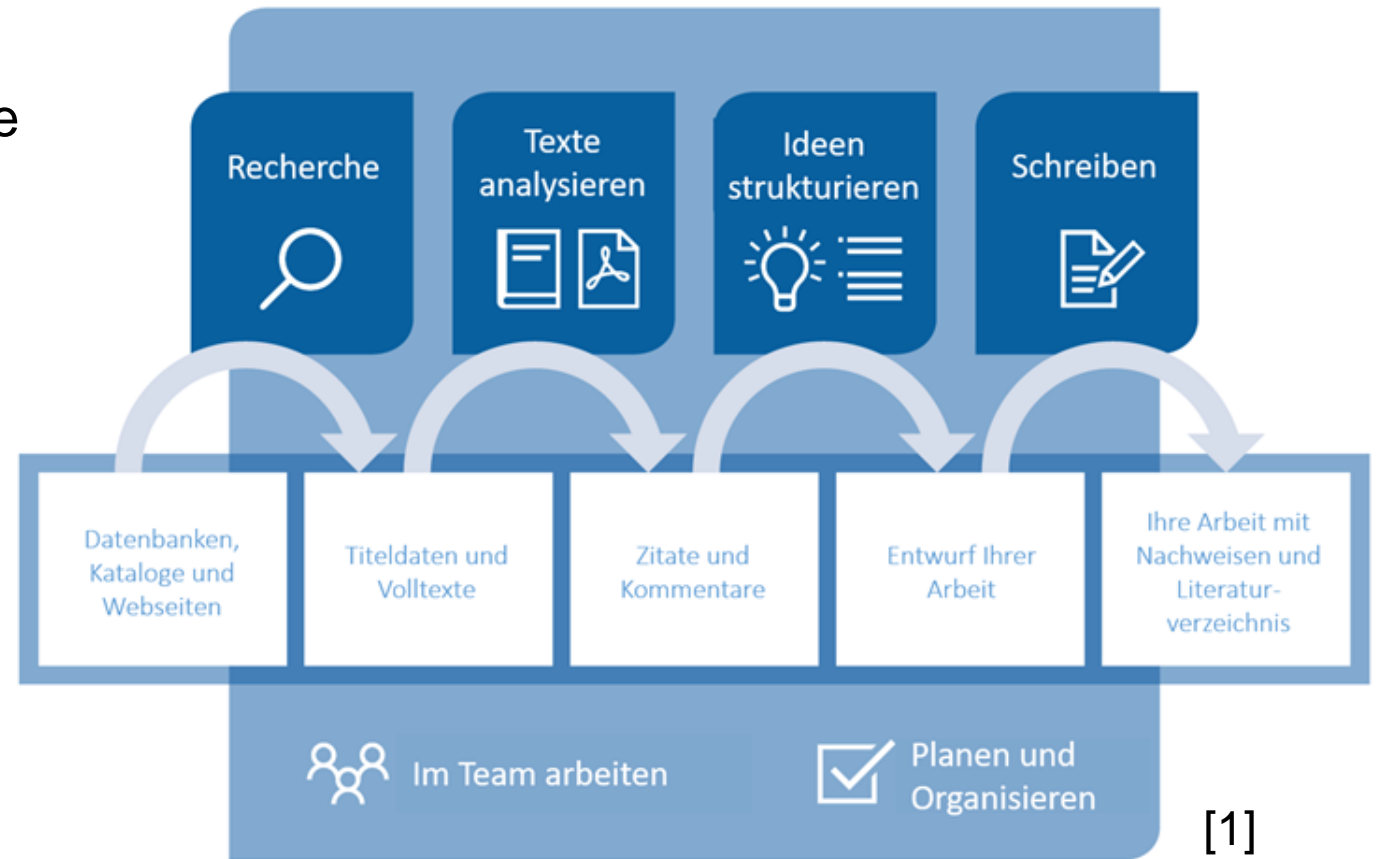 e
Recherche
Texte
analysieren
Ideen
strukturieren
Schreiben
Datenbanken,
Kataloge und
Webseiten
Titeldaten und
Volltexte
Zitate und
Kommentare
Entwurf Ihrer
Arbeit
Ihre Arbeit mit
Nachweisen und
Literatur-
verzeichnis
Im Team arbeiten
Planen und
Organisieren
[1]